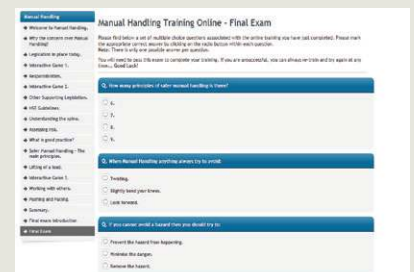 Manual Handling
Welcome to Manual Handling.
Why the concern over Manual Handling?
Legislation in place today.
Interactive Game 1.
Responsibilities.
Interactive Game 2.
Other Supporting Legislation.
HSE Guidelines.
Understanding the spine.
Assessing risk.
What is good practice?
Safer Manual Handling - The main principles.
Lifting of a load.
Interactive Game 3.
Working with others.
Pushing and Pulling.
Summary.
Final exam introduction
Final Exam
Manual Handling Training Online - Final Exam
Please find below a set of multiple choice questions associated with the online training you have just completed. Please mark
the appropriate correct answer by clicking on the radio button within each question.
Note: There is only one possible answer per question.
You will need to pass this exam to complete your training. If you are unsuccessful, you can always re-train and try again at any
time... Good Luck!
Q. How many principles of safer manual handling is there?
6.
7.
8.
9.
Q. When Manual Handling anything always try to avoid:
Twisting.
Slightly bend your knees.
Look forward.
Q. If you cannot avoid a hazard then you should try to:
Prevent the hazard from happening.
Minimise the danger.
Remove the hazard.